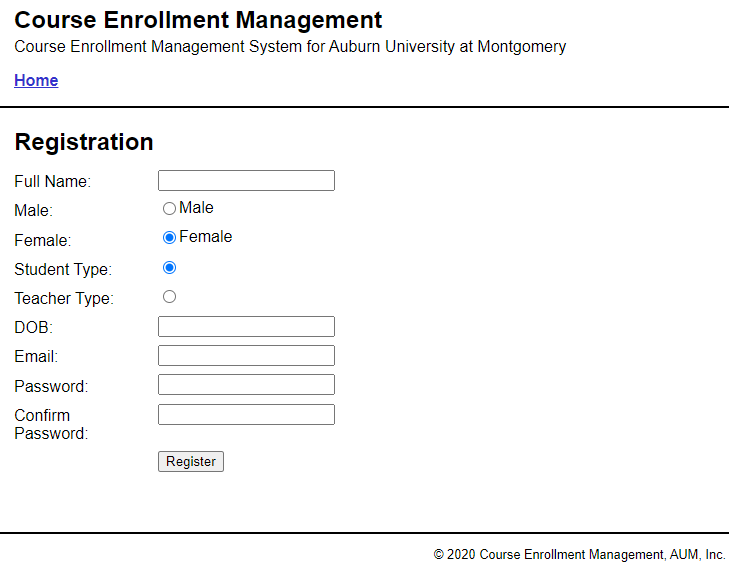 Course Enrollment Management
Course Enrollment Management System for Auburn University at Montgomery
Home
Registration
Full Name:
Male: Male
Female: Female
Student Type:
Teacher Type:
DOB:
Email:
Password:
Confirm
Password:
Register
© 2020 Course Enrollment Management, AUM, Inc.